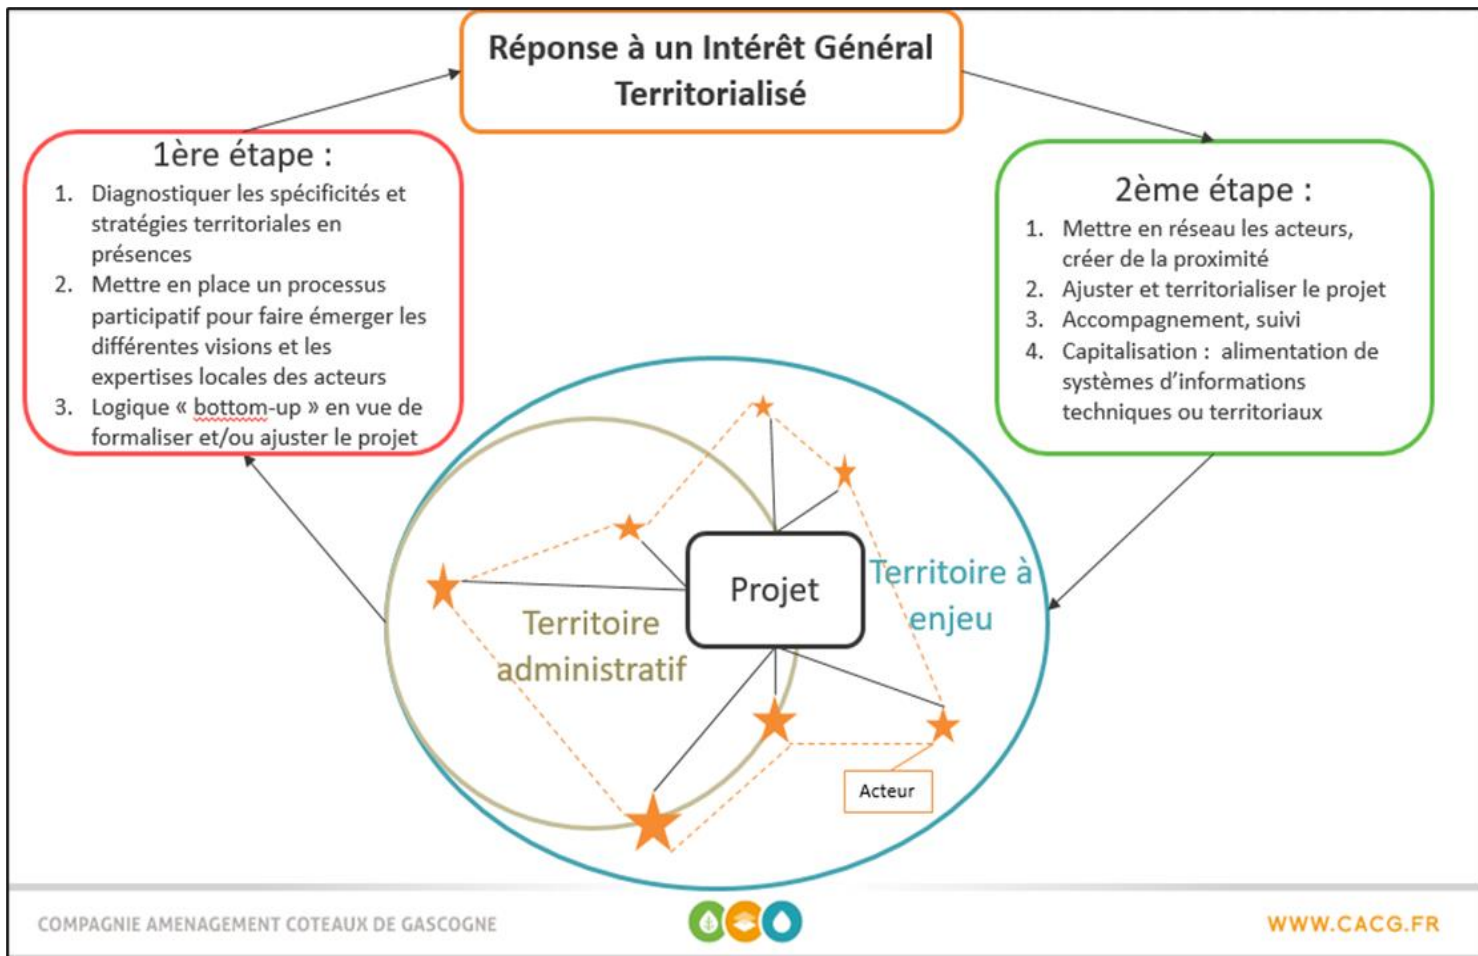 Réponse à un Intérêt Général
Territorialisé
1ère étape :
1. Diagnostiquer les spécificités et
stratégies territoriales en
présences
2. Mettre en place un processus
participatif pour faire émerger les
différentes visions et les
expertises locales des acteurs
3. Logique « bottom-up » en vue de
formaliser et/ou ajuster le projet
2ème étape :
1. Mettre en réseau les acteurs,
créer de la proximité
2. Ajuster et territorialiser le projet
3. Accompagnement, suivi
4. Capitalisation : alimentation de
systèmes d'informations
techniques ou territoriaux
Projet
Territoire à
enjeu
Territoire
administratif
Acteur
COMPAGNIE AMENAGEMENT COTEAUX DE GASCOGNE
WWW.CACG.FR